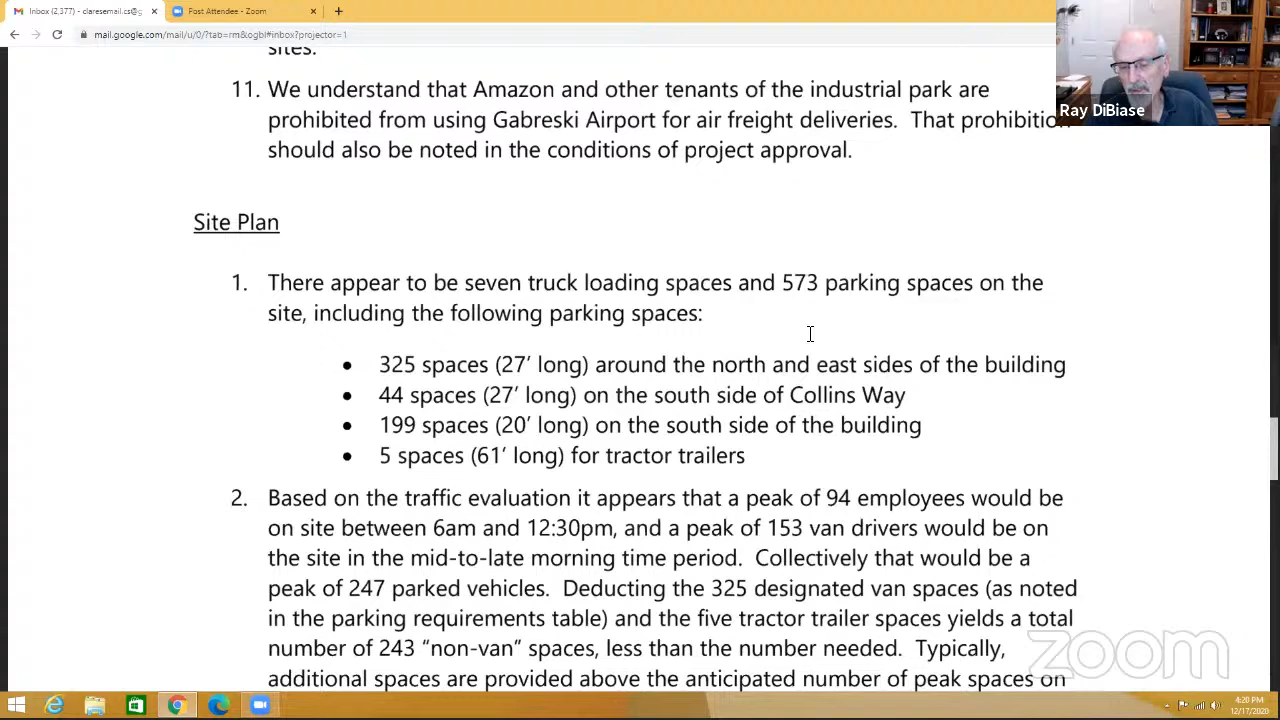 Inbox (2,377) - claresemail.cs@g
Post Attendee - Zoom
mail.google.com/mail/u/0/?tab=rm&ogbl#inbox?projector=1
sites.
11. We understand that Amazon and other tenants of the industrial park are
prohibited from using Gabreski Airport for air freight deliveries. That prohibition
should also be noted in the conditions of project approval.
Ray DiBiase
Site Plan
1. There appear to be seven truck loading spaces and 573 parking spaces on the
site, including the following parking spaces:
• 325 spaces (27’ long) around the north and east sides of the building
• 44 spaces (27’ long) on the south side of Collins Way
• 199 spaces (20’ long) on the south side of the building
• 5 spaces (61’ long) for tractor trailers
2. Based on the traffic evaluation it appears that a peak of 94 employees would be
on site between 6am and 12:30pm, and a peak of 153 van drivers would be on
the site in the mid-to-late morning time period. Collectively that would be a
peak of 247 parked vehicles. Deducting the 325 designated van spaces (as noted
in the parking requirements table) and the five tractor trailer spaces yields a total
number of 243 “non-van” spaces, less than the number needed. Typically,
additional spaces are provided above the anticipated number of peak spaces on
zoom
4:20 PM
12/17/2020